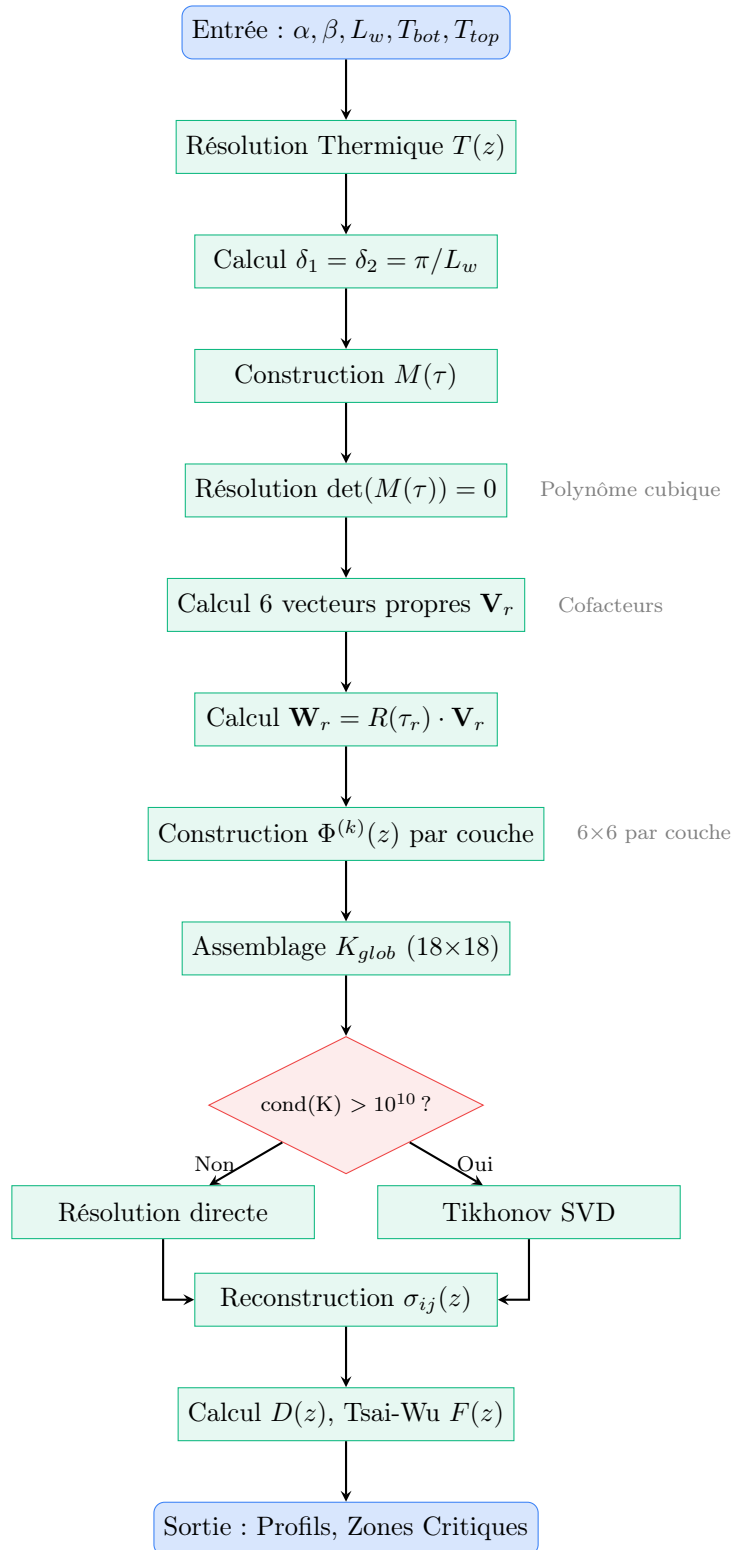 Entrée : α, β, L_w, T_bot, T_top
Résolution Thermique T(z)
Calcul δ₁ = δ₂ = π/L_w
Construction M(τ)
Résolution det(M(τ)) = 0
Polynôme cubique
Calcul 6 vecteurs propres V_r
Cofacteurs
Calcul W_r = R(τ_r) · V_r
Construction Φ^(k)(z) par couche
6×6 par couche
Assemblage K_glob (18×18)
cond(K) > 10¹⁰ ?
Non
Oui
Résolution directe
Tikhonov SVD
Reconstruction σ_ij(z)
Calcul D(z), Tsai-Wu F(z)
Sortie : Profils, Zones Critiques